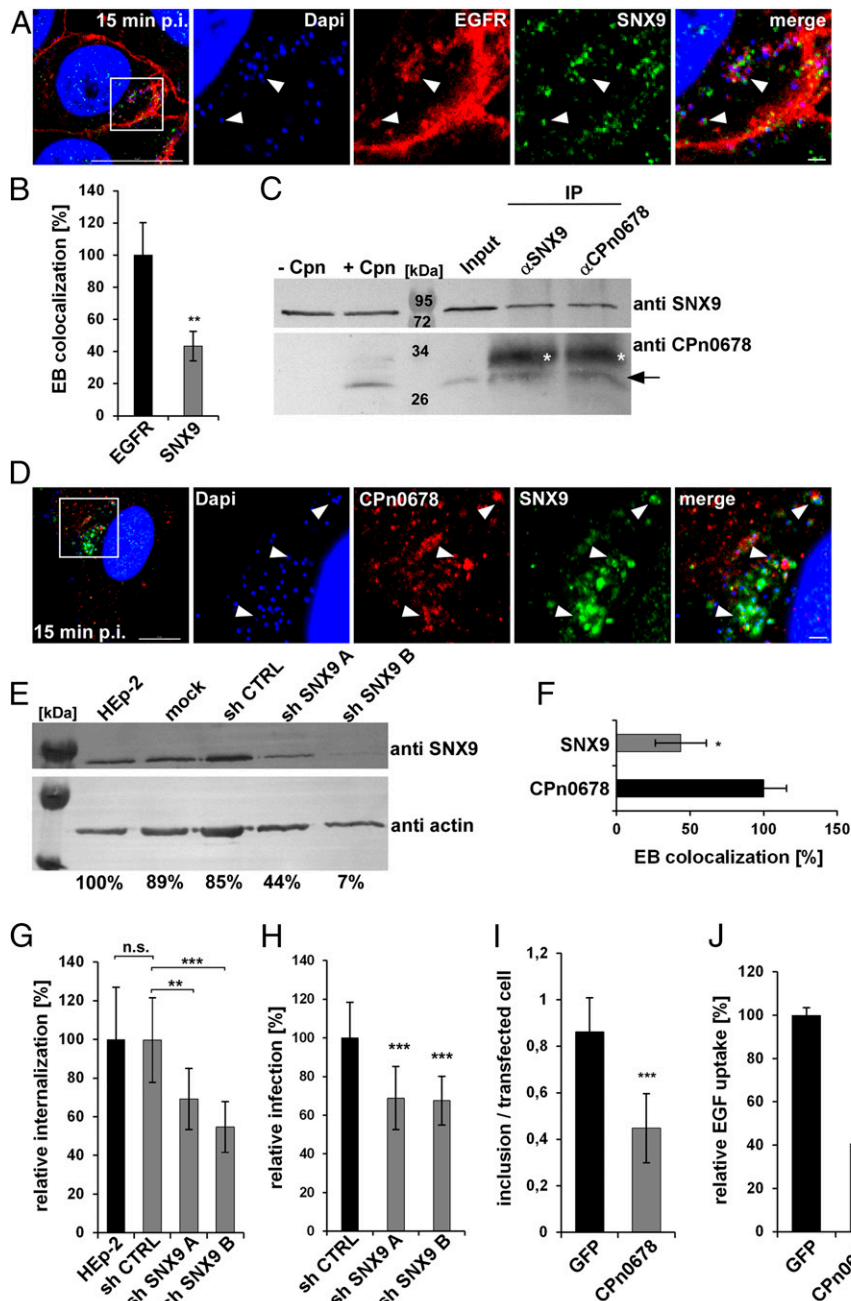 A
15 min p.i.
Dapi
EGFR
SNX9
merge
B
EB colocalization [%]
140
120
100
80
60
40
20
0
**
EGFR
SNX9
C
IP
- Cpn
+ Cpn
[kDa]
Input
αSNX9
αCPn0678
95
72
anti SNX9
34
26
anti CPn0678
*
*
D
15 min p.i.
Dapi
CPn0678
SNX9
merge
E
[kDa]
HEp-2
mock
sh CTRL
sh SNX9 A
sh SNX9 B
anti SNX9
anti actin
100%
89%
85%
44%
7%
F
SNX9
*
CPn0678
0
50
100
150
EB colocalization [%]
G
relative internalization [%]
140
120
100
80
60
40
20
0
n.s.
***
**
HEp-2
sh CTRL
sh SNX9 A
sh SNX9 B
H
relative infection [%]
140
120
100
80
60
40
20
0
***
***
sh CTRL
sh SNX9 A
sh SNX9 B
I
inclusion / transfected cell
1,2
1
0,8
0,6
0,4
0,2
0
***
GFP
CPn0678
J
relative EGF uptake [%]
120
100
80
60
40
20
0
GFP